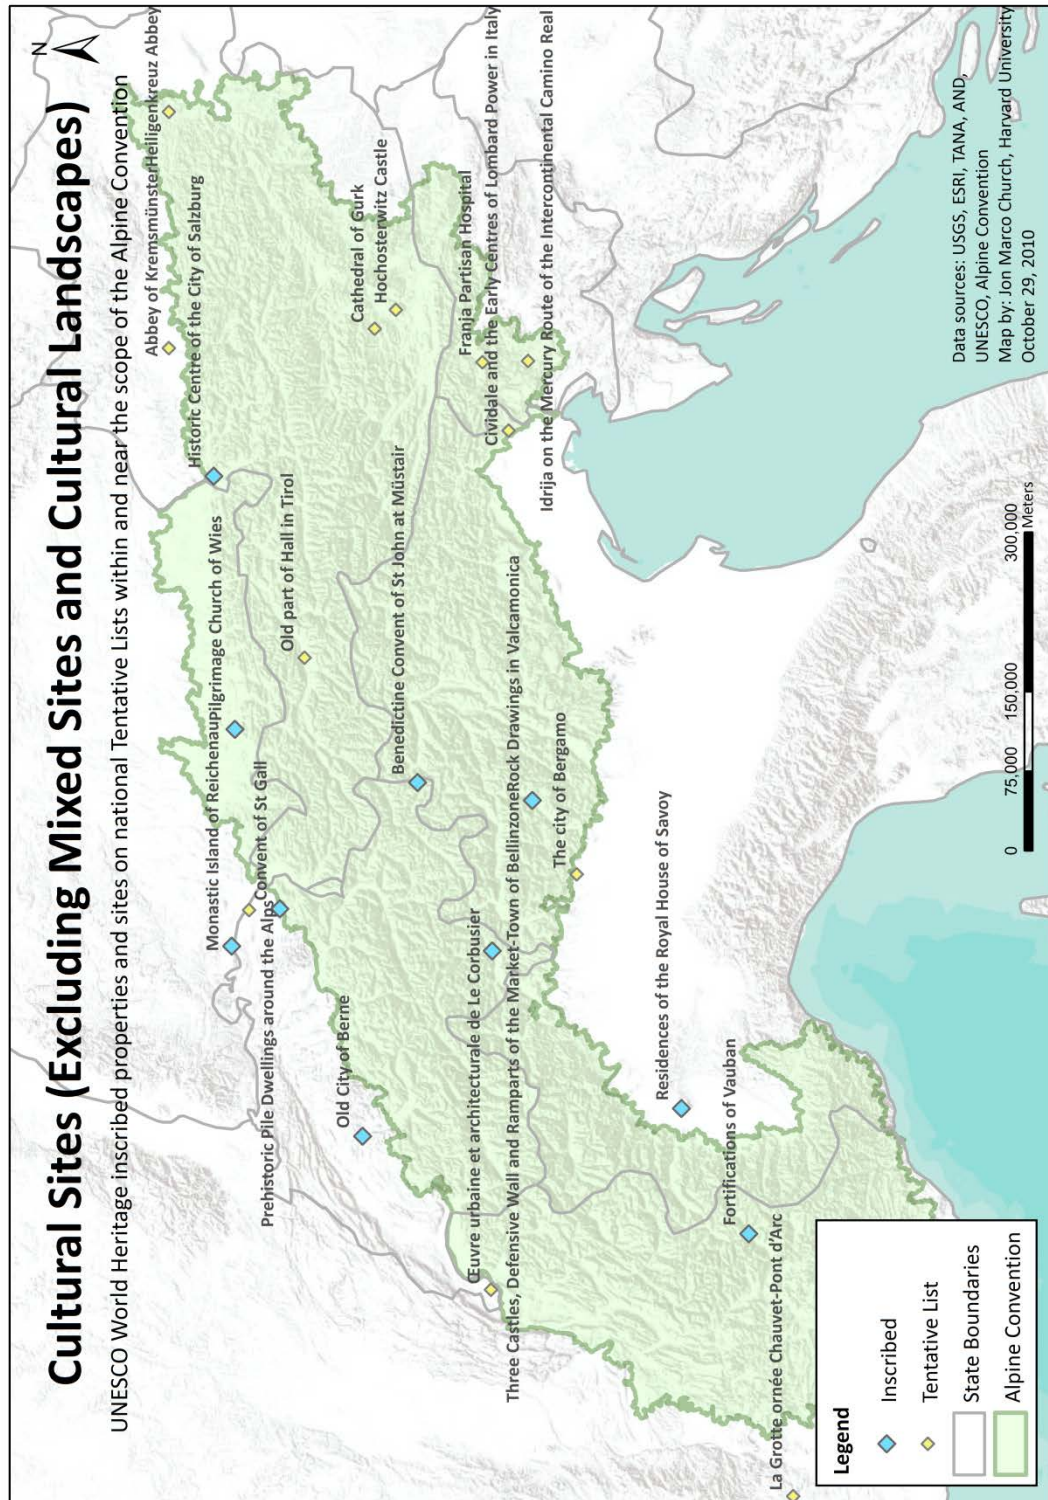 Cultural Sites (Excluding Mixed Sites and Cultural Landscapes)
UNESCO World Heritage inscribed properties and sites on national Tentative Lists within and near the scope of the Alpine Convention
N
Abbey of Kremsmünster
Heiligenkreuz Abbey
Historic Centre of the City of Salzburg
Monastic Island of Reichenau
Pilgrimage Church of Wies
Convent of St Gall
Prehistoric Pile Dwellings around the Alps
Old part of Hall in Tirol
Old City of Berne
Cathedral of Gurk
Hochosterwitz Castle
Benedictine Convent of St John at Müstair
Franja Partisan Hospital
Œuvre urbaine et architecturale de Le Corbusier
Cividale and the Early Centres of Lombard Power in Italy
Three Castles, Defensive Wall and Ramparts of the Market-Town of Bellinzone
Rock Drawings in Valcamonica
Idrija on the Mercury Route of the Intercontinental Camino Real
The city of Bergamo
Residences of the Royal House of Savoy
Fortifications of Vauban
La Grotte ornée Chauvet-Pont d'Arc
Legend
Inscribed
Tentative List
State Boundaries
Alpine Convention
0 75,000 150,000 300,000
Meters
Data sources: USGS, ESRI, TANA, AND,
UNESCO, Alpine Convention
Map by: Jon Marco Church, Harvard University
October 29, 2010